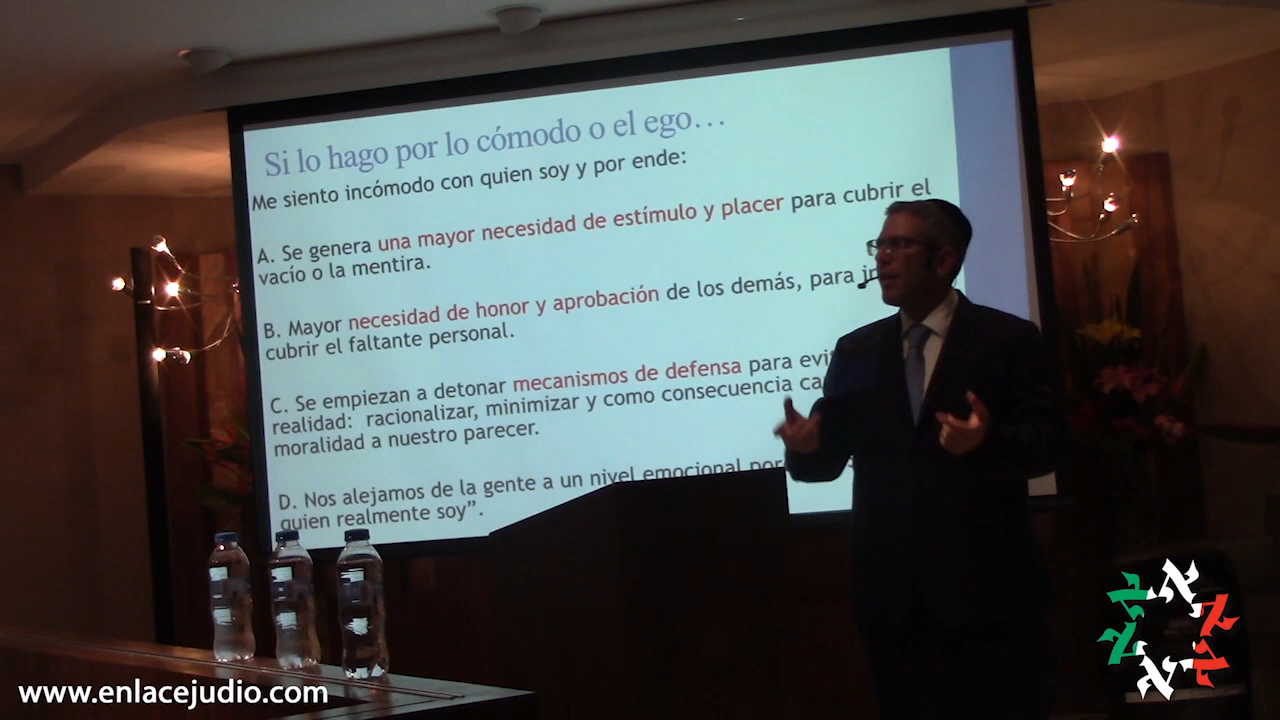 Si lo hago por lo cómodo o el ego…
Me siento incómodo con quien soy y por ende:
A. Se genera una mayor necesidad de estímulo y placer para cubrir el
vacío o la mentira.
B. Mayor necesidad de honor y aprobación de los demás, para
cubrir el faltante personal.
C. Se empiezan a detonar mecanismos de defensa para
realidad: racionalizar, minimizar y como consecuencia
moralidad a nuestro parecer.
D. Nos alejamos de la gente a un nivel emocional por
quien realmente soy”.
www.enlacejudio.com